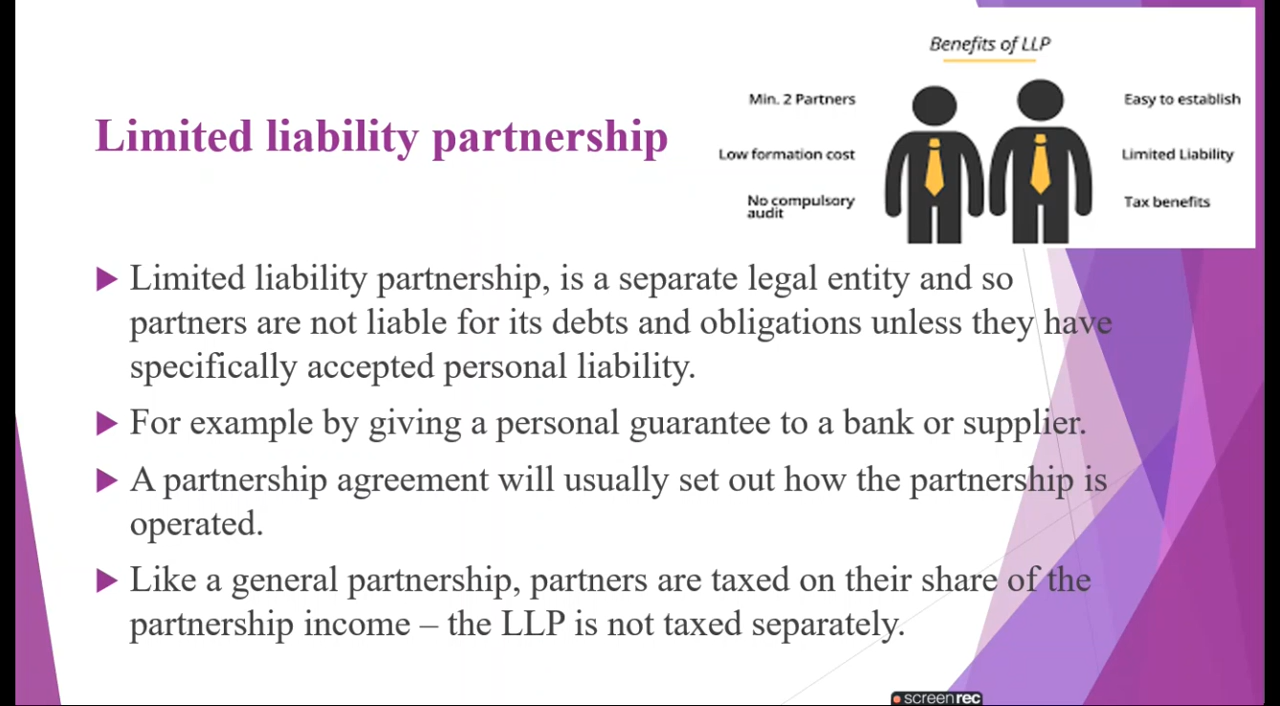 Benefits of LLP
Min. 2 Partners
Easy to establish
Limited liability partnership
Low formation cost
Limited Liability
No compulsory
audit
Tax benefits
Limited liability partnership, is a separate legal entity and so
partners are not liable for its debts and obligations unless they have
specifically accepted personal liability.
For example by giving a personal guarantee to a bank or supplier.
A partnership agreement will usually set out how the partnership is
operated.
Like a general partnership, partners are taxed on their share of the
partnership income – the LLP is not taxed separately.
screenrec